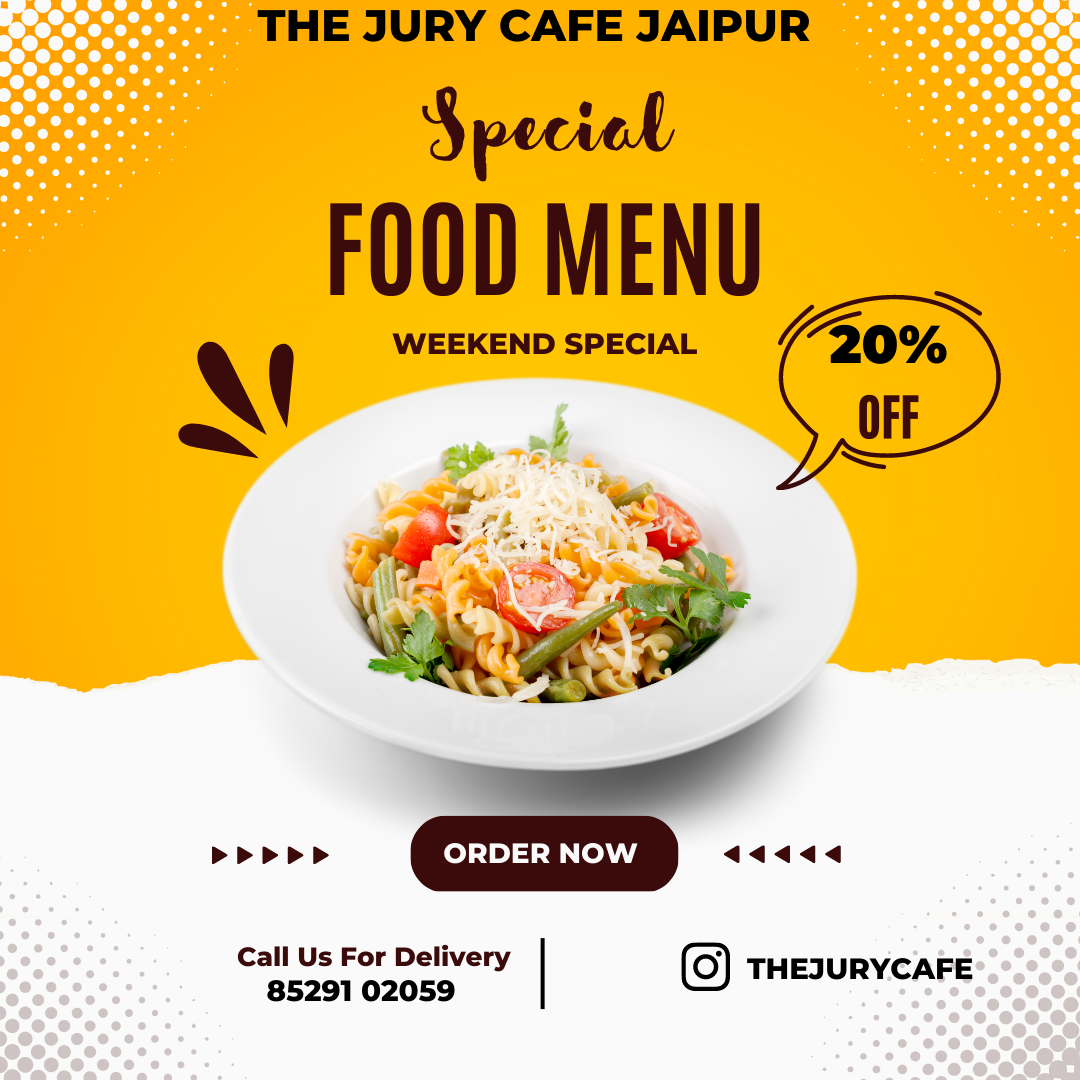 THE JURY CAFE JAIPUR
Special
FOOD MENU
WEEKEND SPECIAL
20%
OFF
ORDER NOW
Call Us For Delivery
85291 02059
THEJURYCAFE